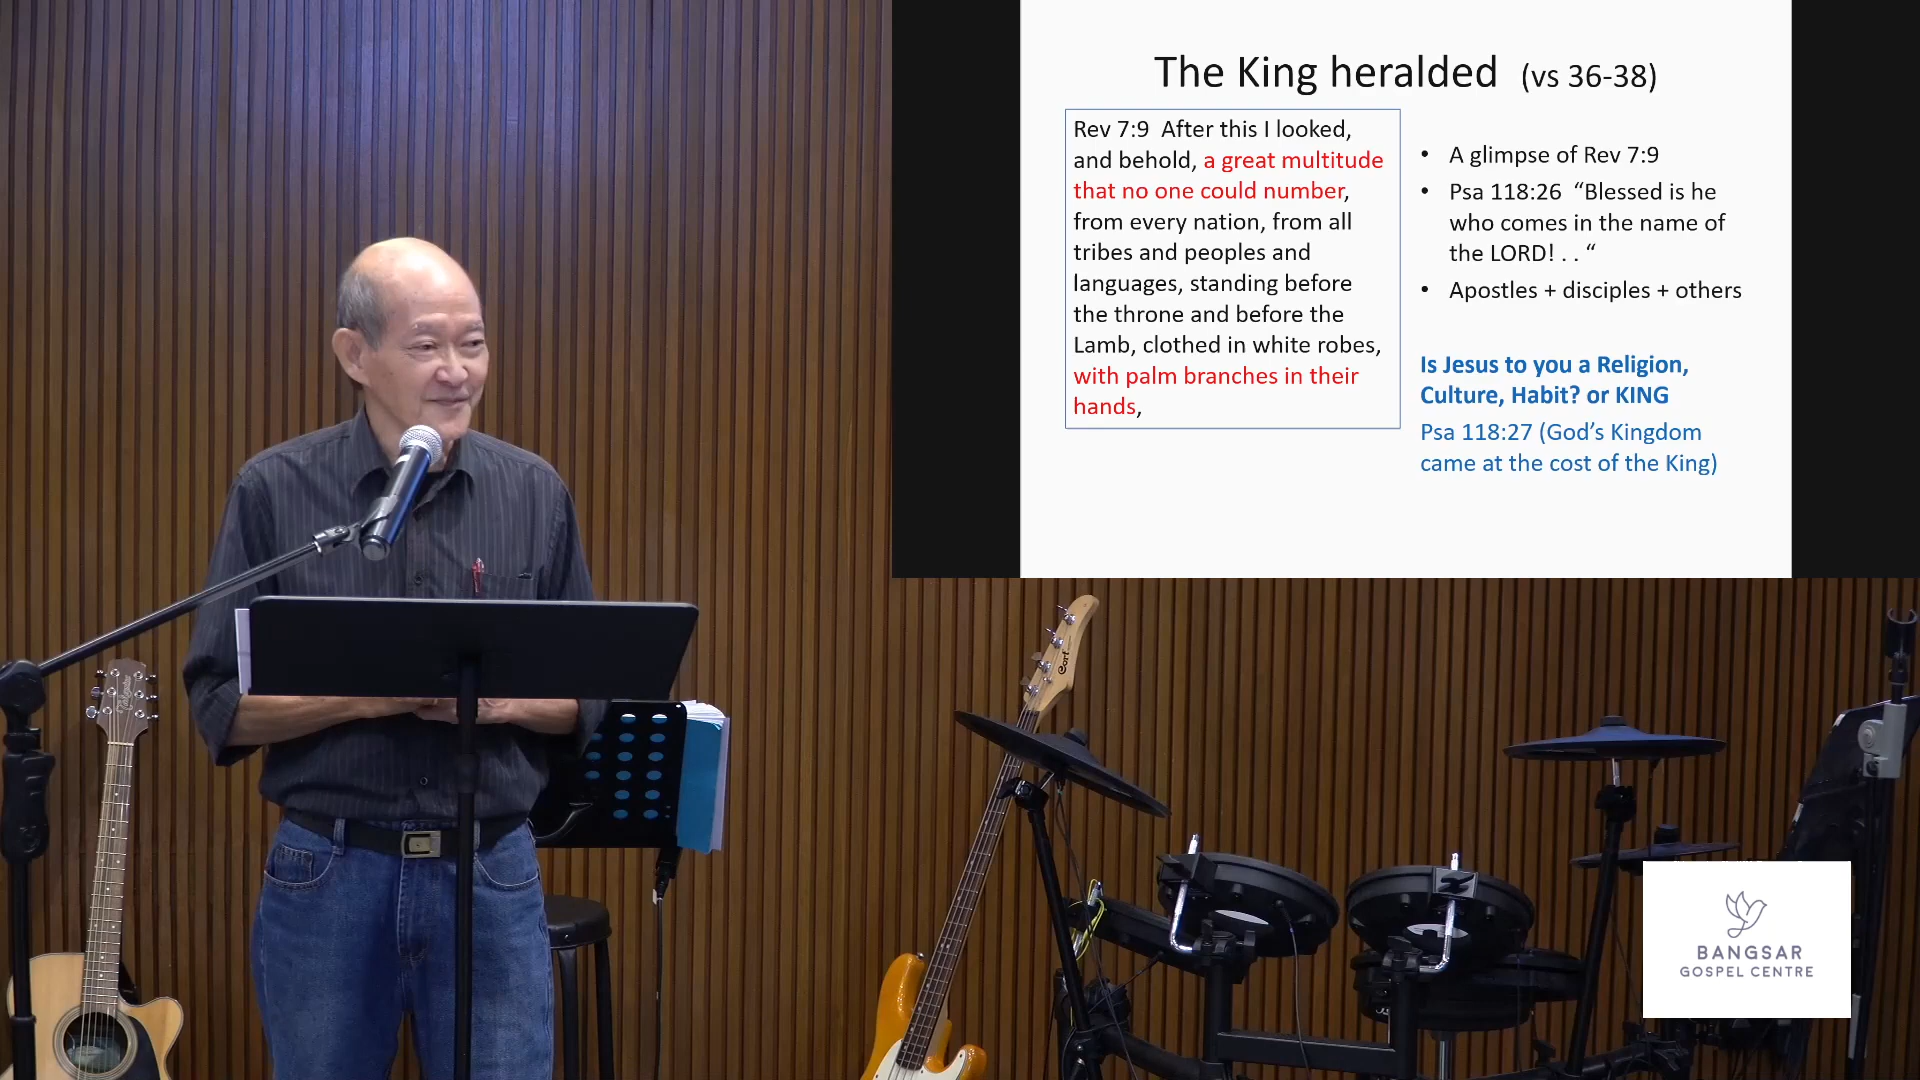 The King heralded (vs 36-38)
Rev 7:9 After this I looked,
and behold, a great multitude
that no one could number,
from every nation, from all
tribes and peoples and
languages, standing before
the throne and before the
Lamb, clothed in white robes,
with palm branches in their
hands,
• A glimpse of Rev 7:9
• Psa 118:26 “Blessed is he
who comes in the name of
the LORD! . . “
• Apostles + disciples + others
Is Jesus to you a Religion,
Culture, Habit? or KING
Psa 118:27 (God’s Kingdom
came at the cost of the King)
Cort
BANGSAR
GOSPEL CENTRE